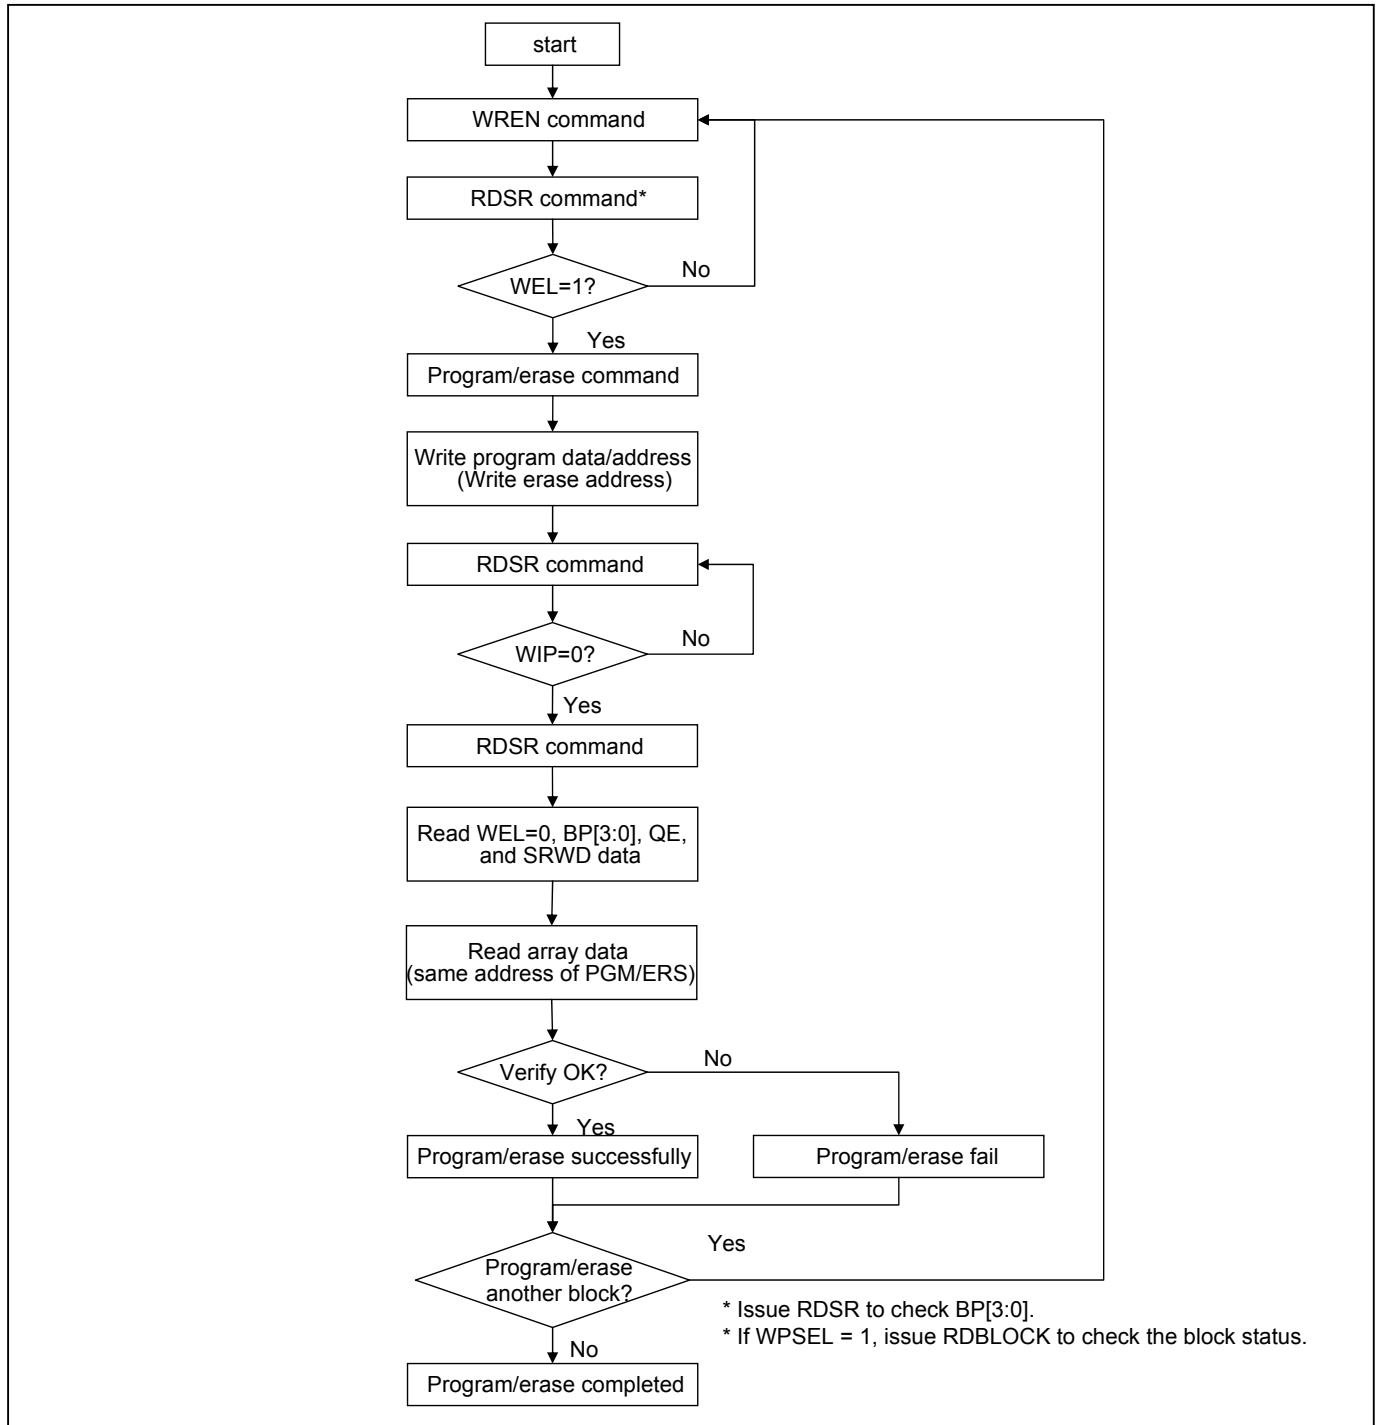 start
WREN command
RDSR command*
WEL=1?
No
Yes
Program/erase command
Write program data/address
(Write erase address)
RDSR command
WIP=0?
No
Yes
RDSR command
Read WEL=0, BP[3:0], QE,
and SRWD data
Read array data
(same address of PGM/ERS)
Verify OK?
No
Yes
Program/erase successfully
Program/erase fail
Program/erase
another block?
Yes
* Issue RDSR to check BP[3:0].
* If WPSEL = 1, issue RDBLOCK to check the block status.
No
Program/erase completed